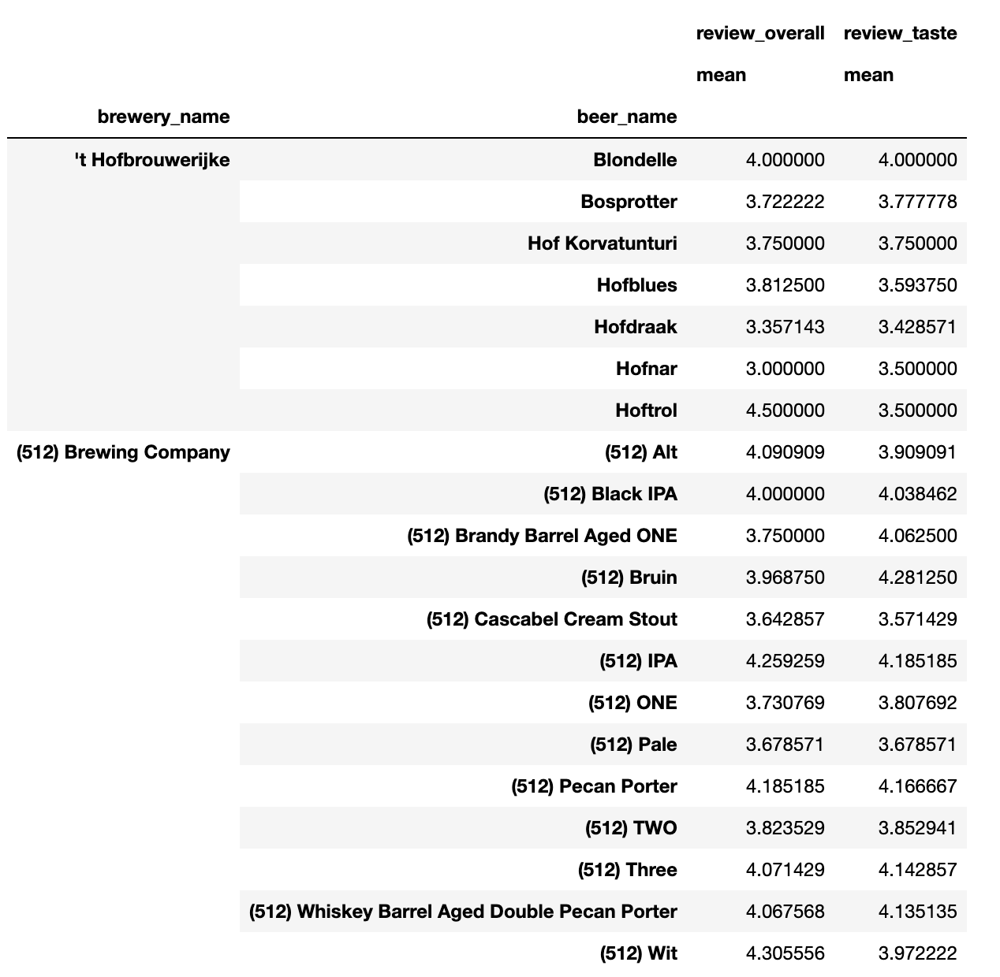 review_overall review_taste
mean mean
brewery_name beer_name
't Hofbrouwerijke Blondelle 4.000000 4.000000
Bosprotter 3.722222 3.777778
Hof Korvatunturi 3.750000 3.750000
Hofblues 3.812500 3.593750
Hofdraak 3.357143 3.428571
Hofnar 3.000000 3.500000
Hoftrol 4.500000 3.500000
(512) Brewing Company (512) Alt 4.090909 3.909091
(512) Black IPA 4.000000 4.038462
(512) Brandy Barrel Aged ONE 3.750000 4.062500
(512) Bruin 3.968750 4.281250
(512) Cascabel Cream Stout 3.642857 3.571429
(512) IPA 4.259259 4.185185
(512) ONE 3.730769 3.807692
(512) Pale 3.678571 3.678571
(512) Pecan Porter 4.185185 4.166667
(512) TWO 3.823529 3.852941
(512) Three 4.071429 4.142857
(512) Whiskey Barrel Aged Double Pecan Porter 4.067568 4.135135
(512) Wit 4.305556 3.972222